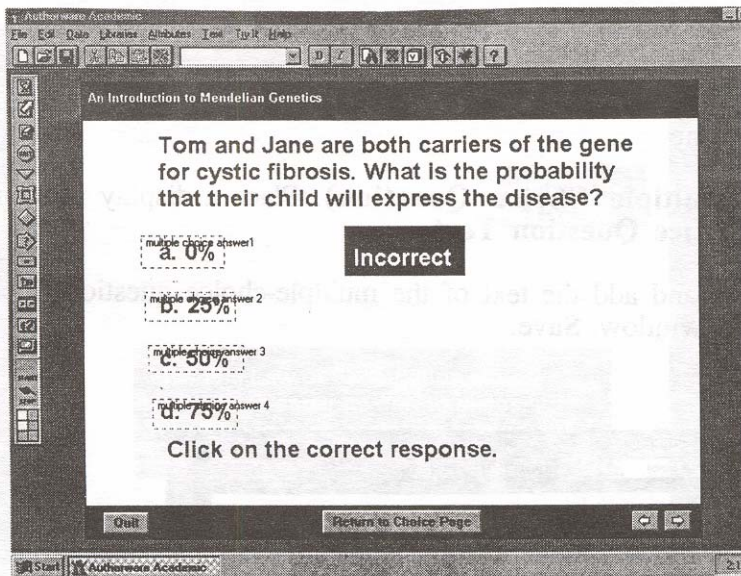 Authorware Academic
File Edit Data Libraries Attributes Text Try It Help
An Introduction to Mendelian Genetics
Tom and Jane are both carriers of the gene
for cystic fibrosis. What is the probability
that their child will express the disease?
multiple choice answer1
a. 0%
Incorrect
multiple choice answer 2
b. 25%
multiple choice answer 3
c. 50%
multiple choice answer 4
d. 75%
Click on the correct response.
Quit
Return to Choice Page
Start
Authorware Academic